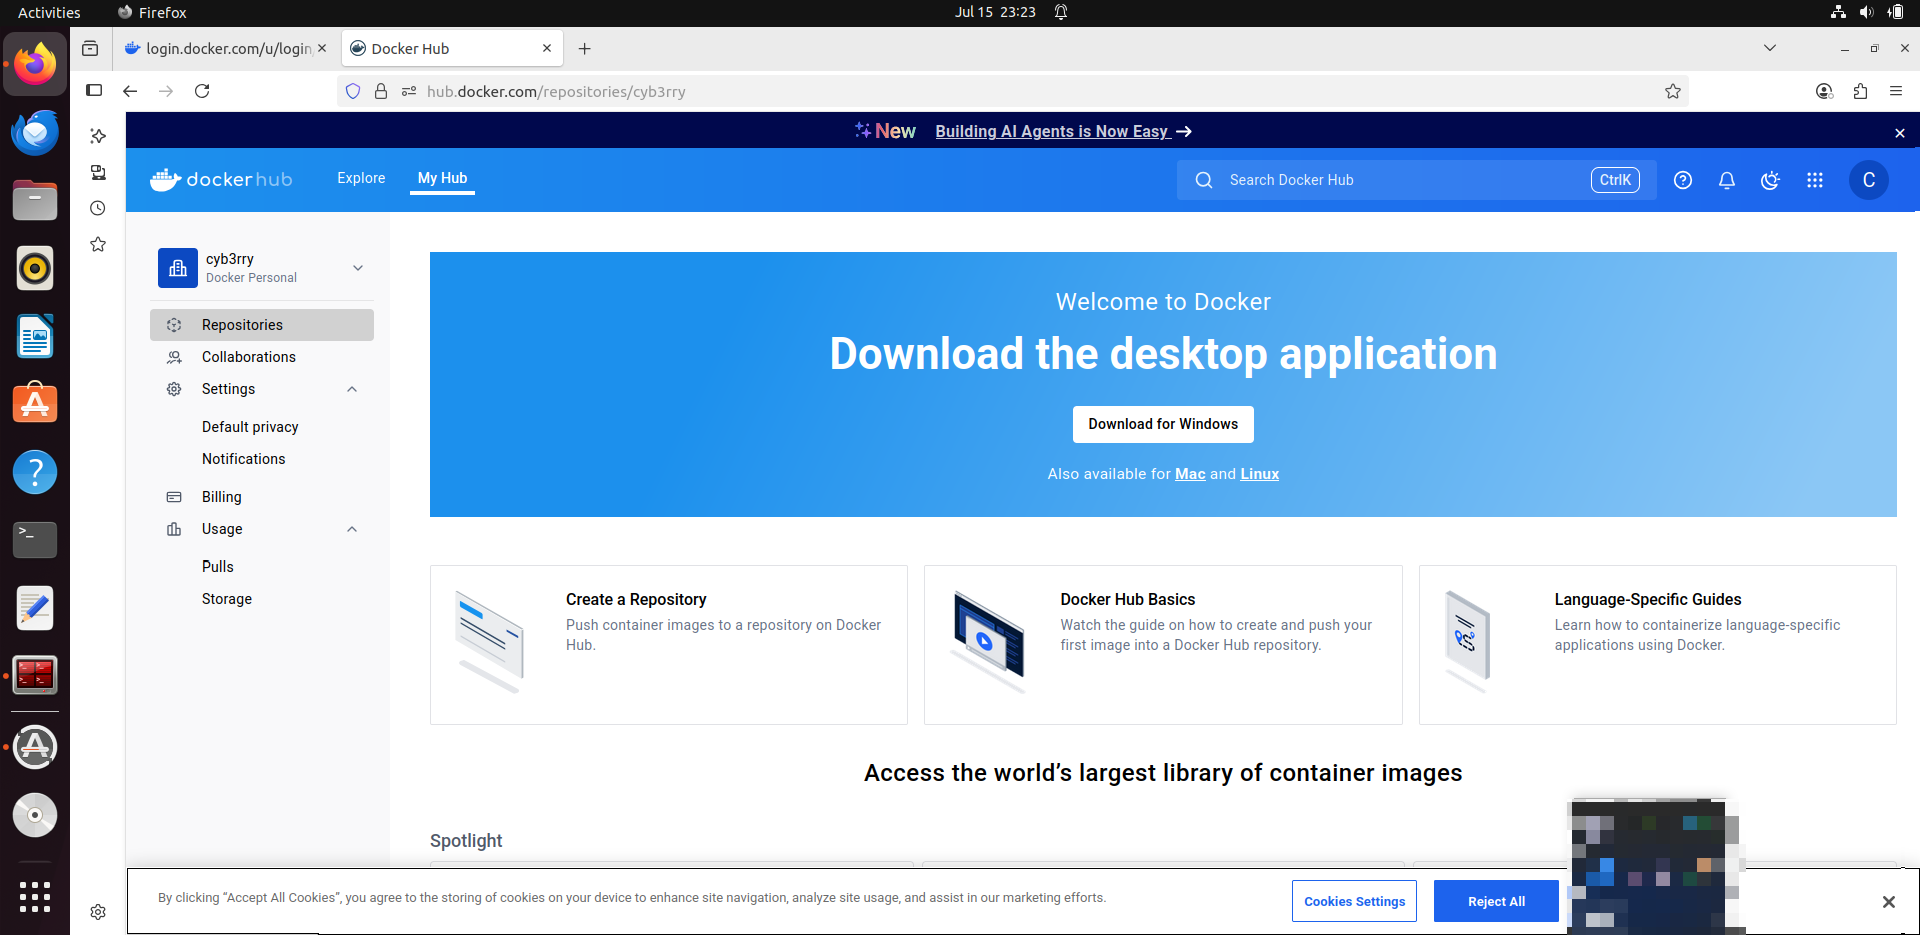 Activities
Firefox
Jul 15 23:23
login.docker.com/u/login
Docker Hub
hub.docker.com/repositories/cyb3rry
New Building AI Agents is Now Easy →
dockerhub
Explore
My Hub
Search Docker Hub
CtrlK
C
cyb3rry
Docker Personal
Repositories
Collaborations
Settings
Default privacy
Notifications
Billing
Usage
Pulls
Storage
Welcome to Docker
Download the desktop application
Download for Windows
Also available for Mac and Linux
Create a Repository
Push container images to a repository on Docker
Hub.
Docker Hub Basics
Watch the guide on how to create and push your
first image into a Docker Hub repository.
Language-Specific Guides
Learn how to containerize language-specific
applications using Docker.
Access the world’s largest library of container images
Spotlight
By clicking “Accept All Cookies”, you agree to the storing of cookies on your device to enhance site navigation, analyze site usage, and assist in our marketing efforts.
Cookies Settings
Reject All